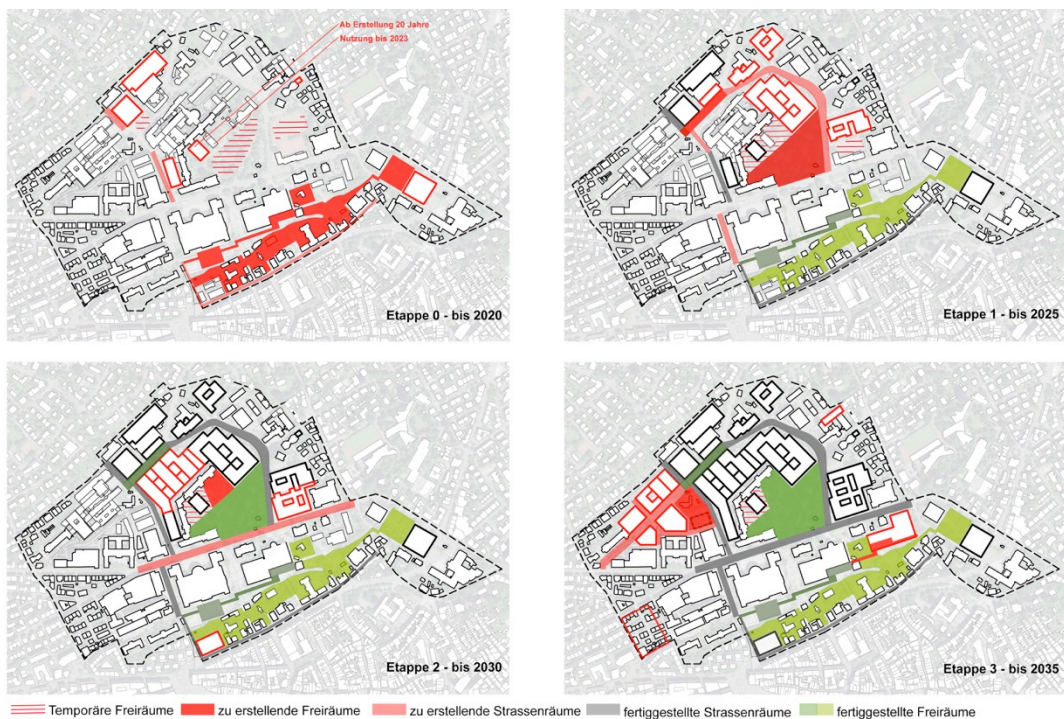 Ab Erstellung 20 Jahre
Nutzung bis 2023
Etappe 0 - bis 2020
Etappe 1 - bis 2025
Etappe 2 - bis 2030
Etappe 3 - bis 2035
Temporäre Freiräume zu erstellende Freiräume zu erstellende Strassenräume fertiggestellte Strassenräume fertiggestellte Freiräume